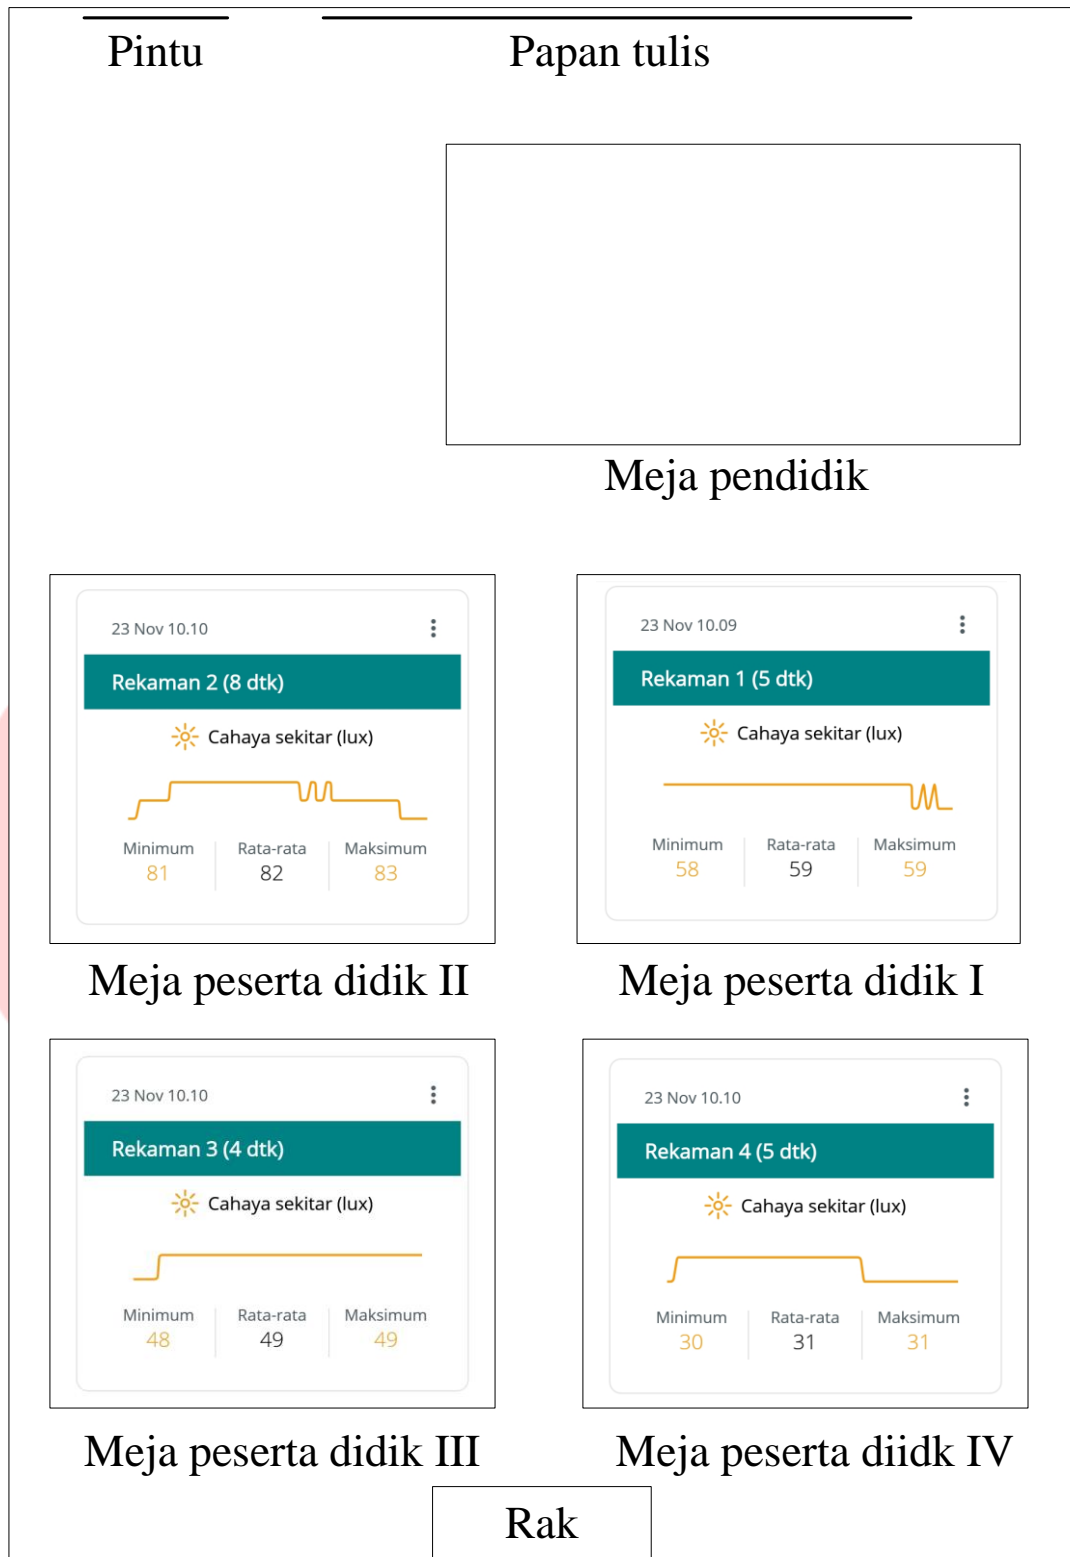 Pintu
Papan tulis
Meja pendidik
23 Nov 10.10
Rekaman 2 (8 dtk)
Cahaya sekitar (lux)
Minimum Rata-rata Maksimum
81 82 83
Meja peserta didik II
23 Nov 10.09
Rekaman 1 (5 dtk)
Cahaya sekitar (lux)
Minimum Rata-rata Maksimum
58 59 59
Meja peserta didik I
23 Nov 10.10
Rekaman 3 (4 dtk)
Cahaya sekitar (lux)
Minimum Rata-rata Maksimum
48 49 49
Meja peserta didik III
23 Nov 10.10
Rekaman 4 (5 dtk)
Cahaya sekitar (lux)
Minimum Rata-rata Maksimum
30 31 31
Meja peserta diidk IV
Rak